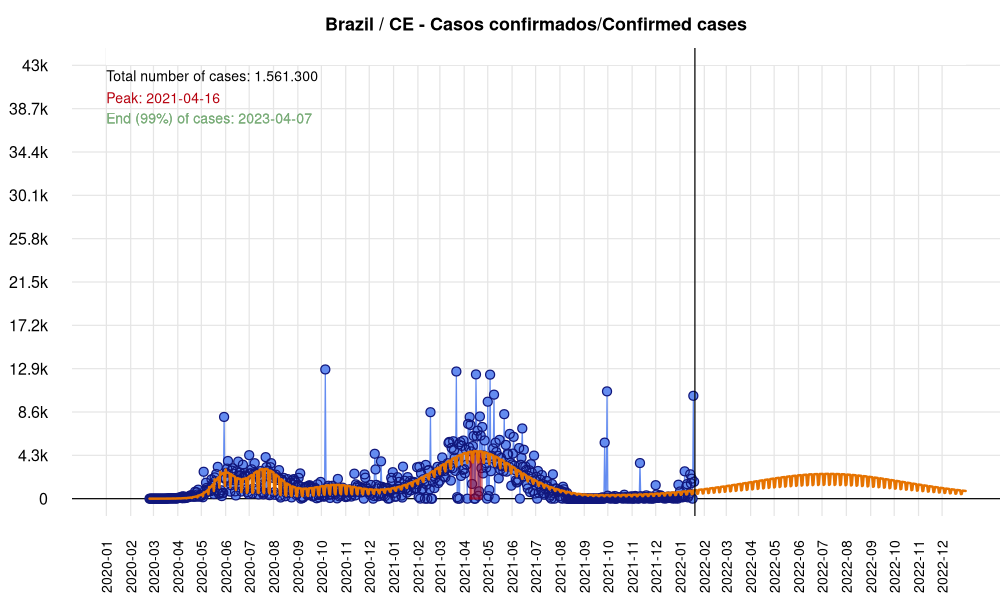 Brazil / CE - Casos confirmados/Confirmed cases
Total number of cases: 1.561.300
Peak: 2021-04-16
End (99%) of cases: 2023-04-07
43k
38.7k
34.4k
30.1k
25.8k
21.5k
17.2k
12.9k
8.6k
4.3k
0
2020-01
2020-02
2020-03
2020-04
2020-05
2020-06
2020-07
2020-08
2020-09
2020-10
2020-11
2020-12
2021-01
2021-02
2021-03
2021-04
2021-05
2021-06
2021-07
2021-08
2021-09
2021-10
2021-11
2021-12
2022-01
2022-02
2022-03
2022-04
2022-05
2022-06
2022-07
2022-08
2022-09
2022-10
2022-11
2022-12